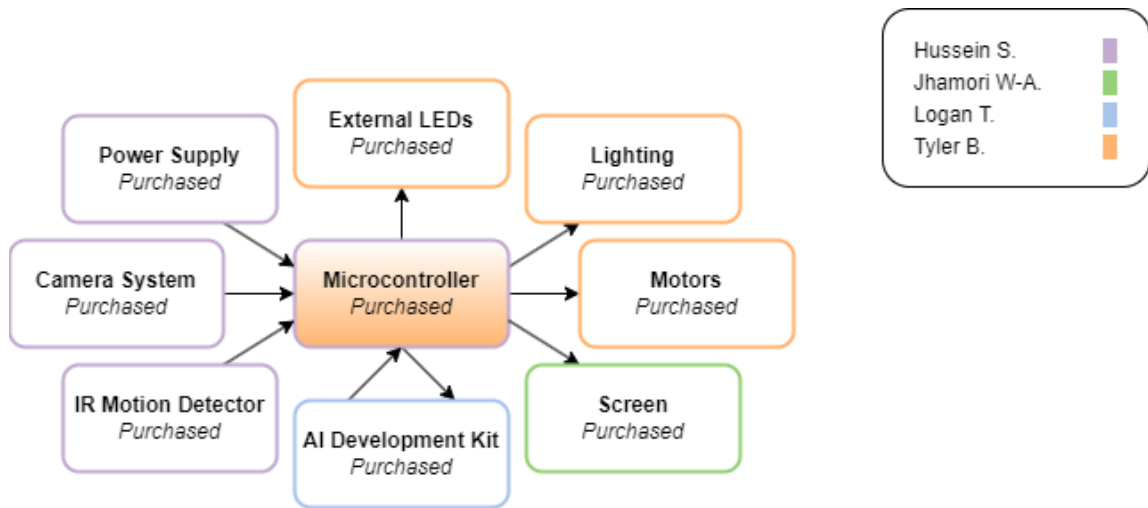 Hussein S.
Jhamori W-A.
Logan T.
Tyler B.
External LEDs
Purchased
Power Supply
Purchased
Lighting
Purchased
Camera System
Purchased
Microcontroller
Purchased
Motors
Purchased
IR Motion Detector
Purchased
AI Development Kit
Purchased
Screen
Purchased